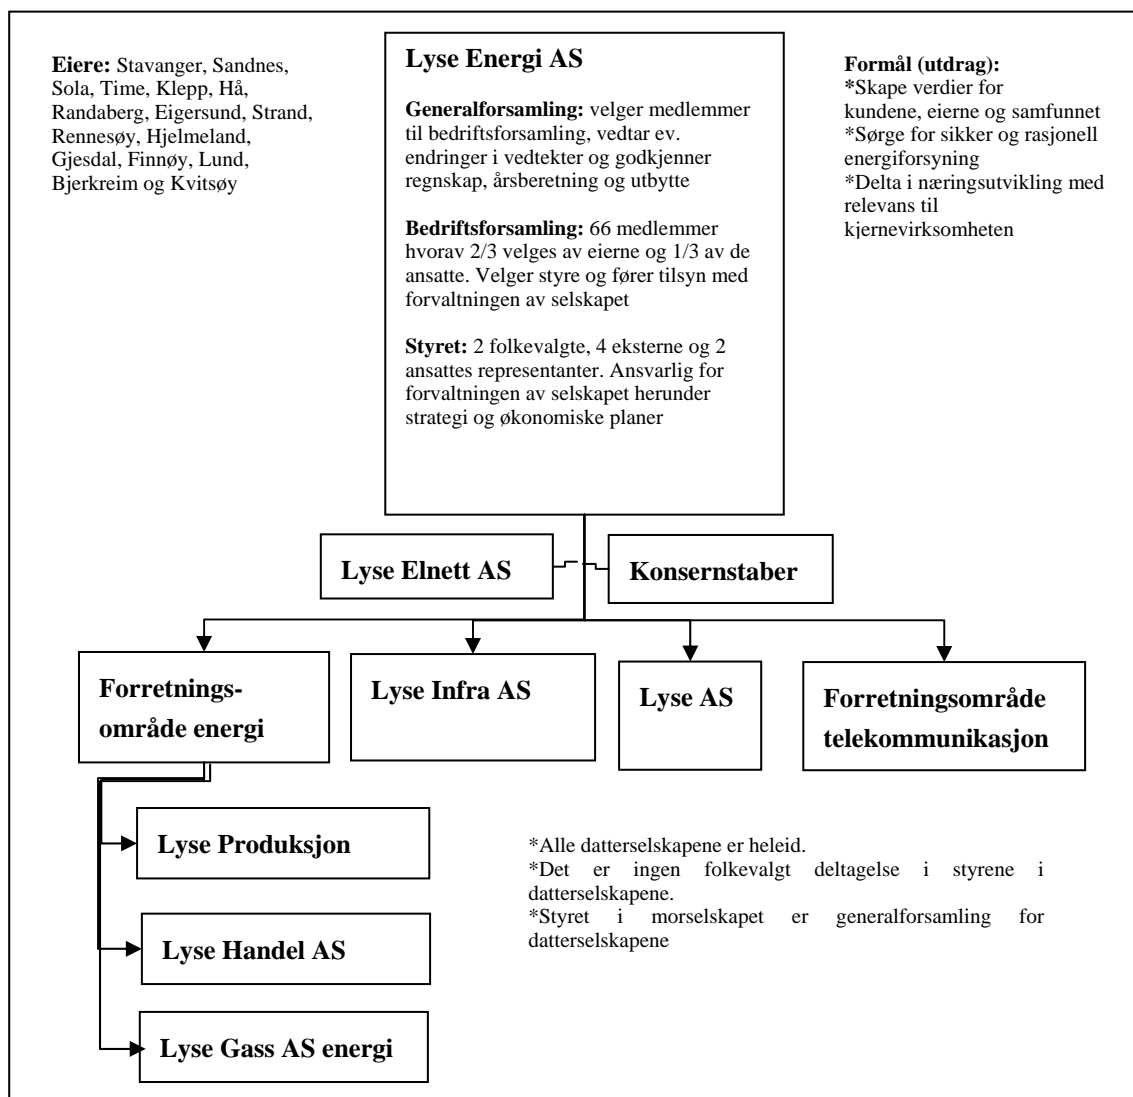 Eiere: Stavanger, Sandnes,
Sola, Time, Klepp, Hå,
Randaberg, Eigersund, Strand,
Rennesøy, Hjelmeland,
Gjesdal, Finnøy, Lund,
Bjerkreim og Kvitsøy
Lyse Energi AS
Generalforsamling: velger medlemmer
til bedriftsforsamling, vedtar ev.
endringer i vedtekter og godkjenner
regnskap, årsberetning og utbytte
Bedriftsforsamling: 66 medlemmer
hvorav 2/3 velges av eierne og 1/3 av de
ansatte. Velger styre og fører tilsyn med
forvaltningen av selskapet
Styret: 2 folkevalgte, 4 eksterne og 2
ansattes representanter. Ansvarlig for
forvaltningen av selskapet herunder
strategi og økonomiske planer
Formål (utdrag):
*Skape verdier for
kundene, eierne og samfunnet
*Sørge for sikker og rasjonell
energiforsyning
*Delta i næringsutvikling med
relevans til
kjernevirksomheten
Lyse Elnett AS
Konsernstaber
Forretnings-
område energi
Lyse Infra AS
Lyse AS
Forretningsområde
telekommunikasjon
Lyse Produksjon
Lyse Handel AS
Lyse Gass AS energi
*Alle datterselskapene er heleid.
*Det er ingen folkevalgt deltagelse i styrene i
datterselskapene.
*Styret i morselskapet er generalforsamling for
datterselskapene